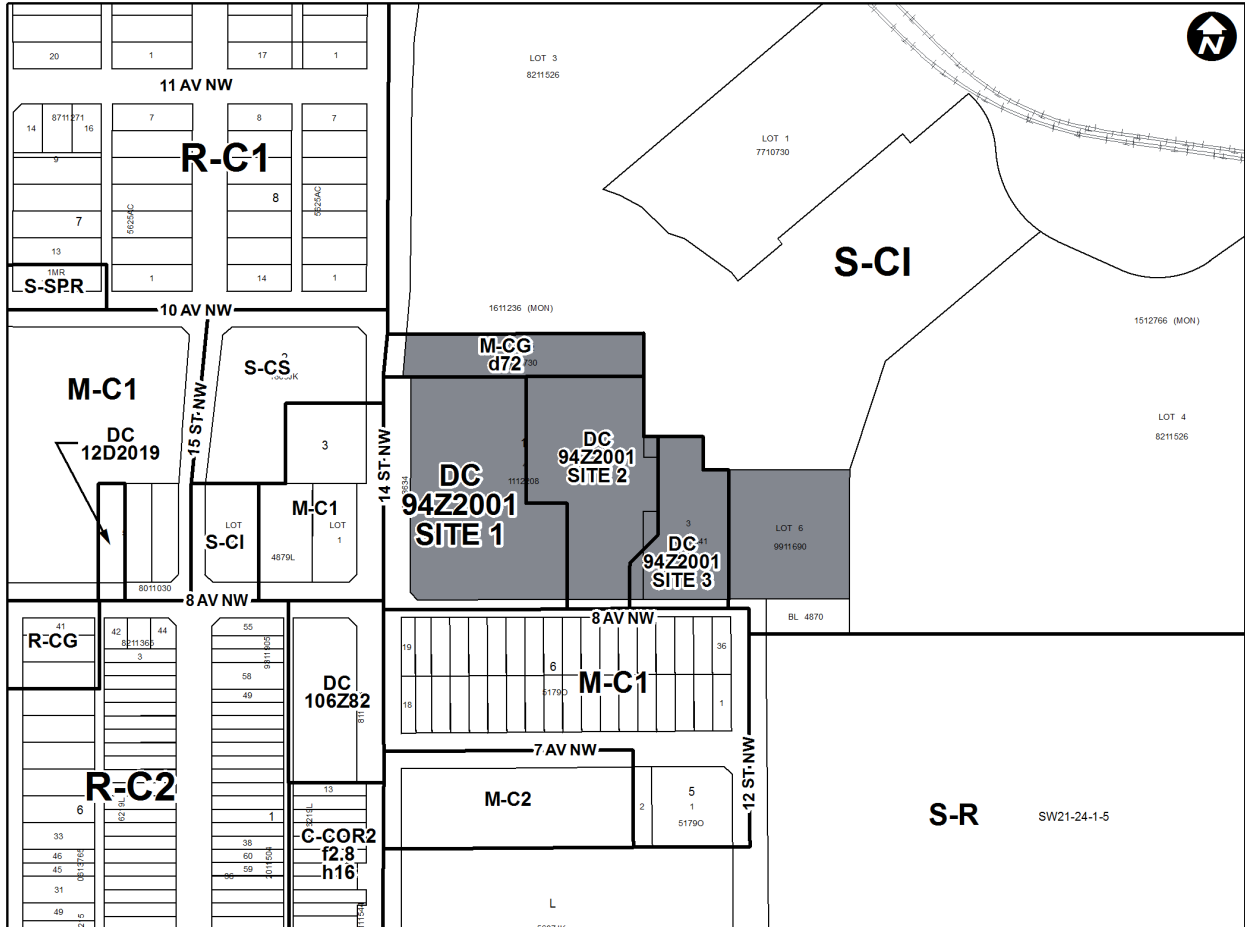 N
20
1
17
1
LOT 3
8211526
11 AV NW
8711271
14
16
7
8
7
LOT 1
7710730
R-C1
9
8
5625AC
5625AC
7
S-CI
13
1MR
S-SPR
1
14
1
10 AV NW
1611236 (MON)
1512766 (MON)
M-CG
d72
S-CS
M-C1
15 ST NW
DC
12D2019
3
14 ST NW
DC
94Z2001
SITE 2
LOT 4
8211526
DC
94Z2001
SITE 1
M-C1
LOT
S-CI
LOT
1
4879L
3
DC
94Z2001
SITE 3
LOT 6
9911690
8011030
8 AV NW
8 AV NW
BL 4870
41
R-CG
42
44
8211365
3
55
9311905
58
49
19
36
6
M-C1
5179O
18
1
DC
106Z82
7 AV NW
12 ST NW
R-C2
6
6219L
1
13
6219L
M-C2
2
5
1
5179O
S-R
SW21-24-1-5
C-COR2
f2.8
h16
33
46
45
31
49
0613765
38
60
59
2011504
L